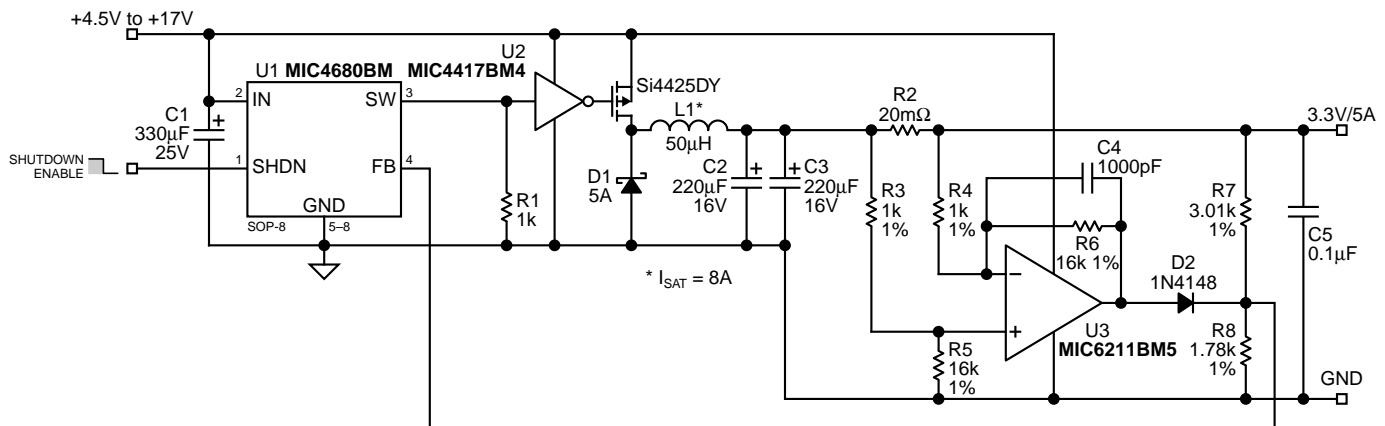 +4.5V to +17V
U1 MIC4680BM
MIC4417BM4
U2
Si4425DY
2
IN
SW
3
C1
330µF
25V
SHUTDOWN
ENABLE
1
SHDN
FB
4
GND
SOP-8
5–8
R1
1k
D1
5A
L1*
50µH
C2
220µF
16V
C3
220µF
16V
* ISAT = 8A
R2
20mΩ
R3
1k
1%
R4
1k
1%
C4
1000pF
R6
16k 1%
R5
16k
1%
U3
MIC6211BM5
D2
1N4148
R7
3.01k
1%
R8
1.78k
1%
C5
0.1µF
3.3V/5A
GND